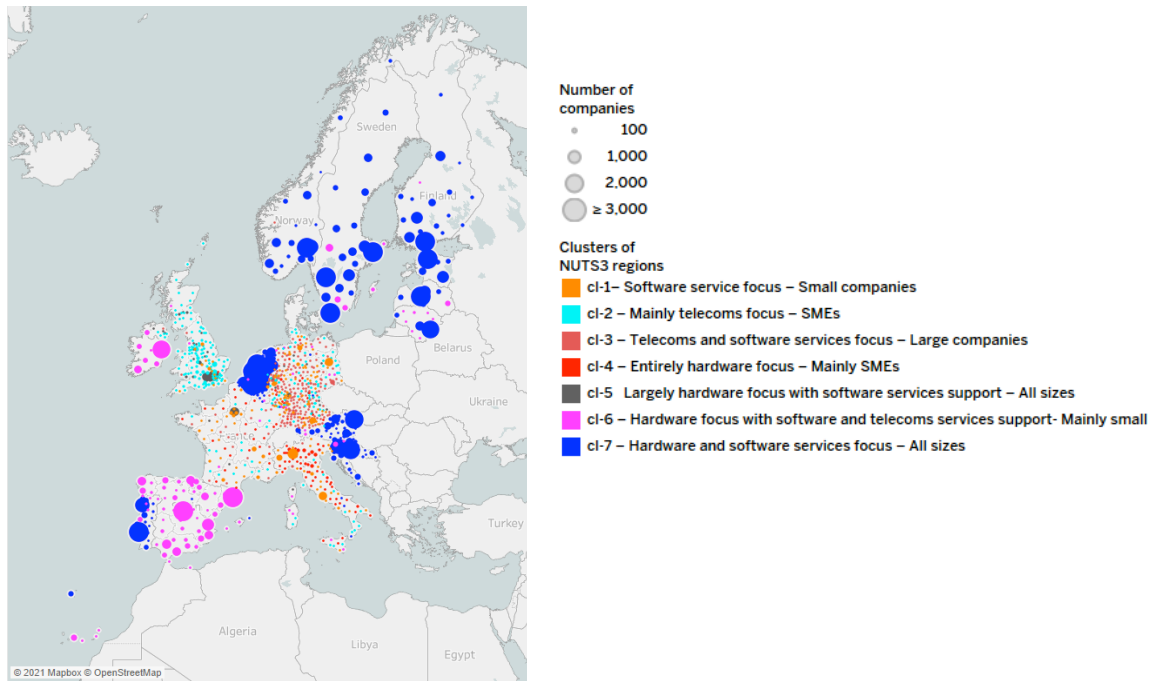 Sweden
Finland
Norway
Poland
Belarus
Ukraine
Turkey
Algeria
Libya
Egypt
© 2021 Mapbox © OpenStreetMap
Number of
companies
100
1,000
2,000
≥ 3,000
Clusters of
NUTS3 regions
cl-1– Software service focus – Small companies
cl-2 – Mainly telecoms focus – SMEs
cl-3 – Telecoms and software services focus – Large
companies
cl-4 – Entirely hardware focus – Mainly SMEs
cl-5 Largely hardware focus with software services support – All sizes
cl-6 – Hardware focus with software and telecoms services support- Mainly small
cl-7 – Hardware and software services focus – All sizes